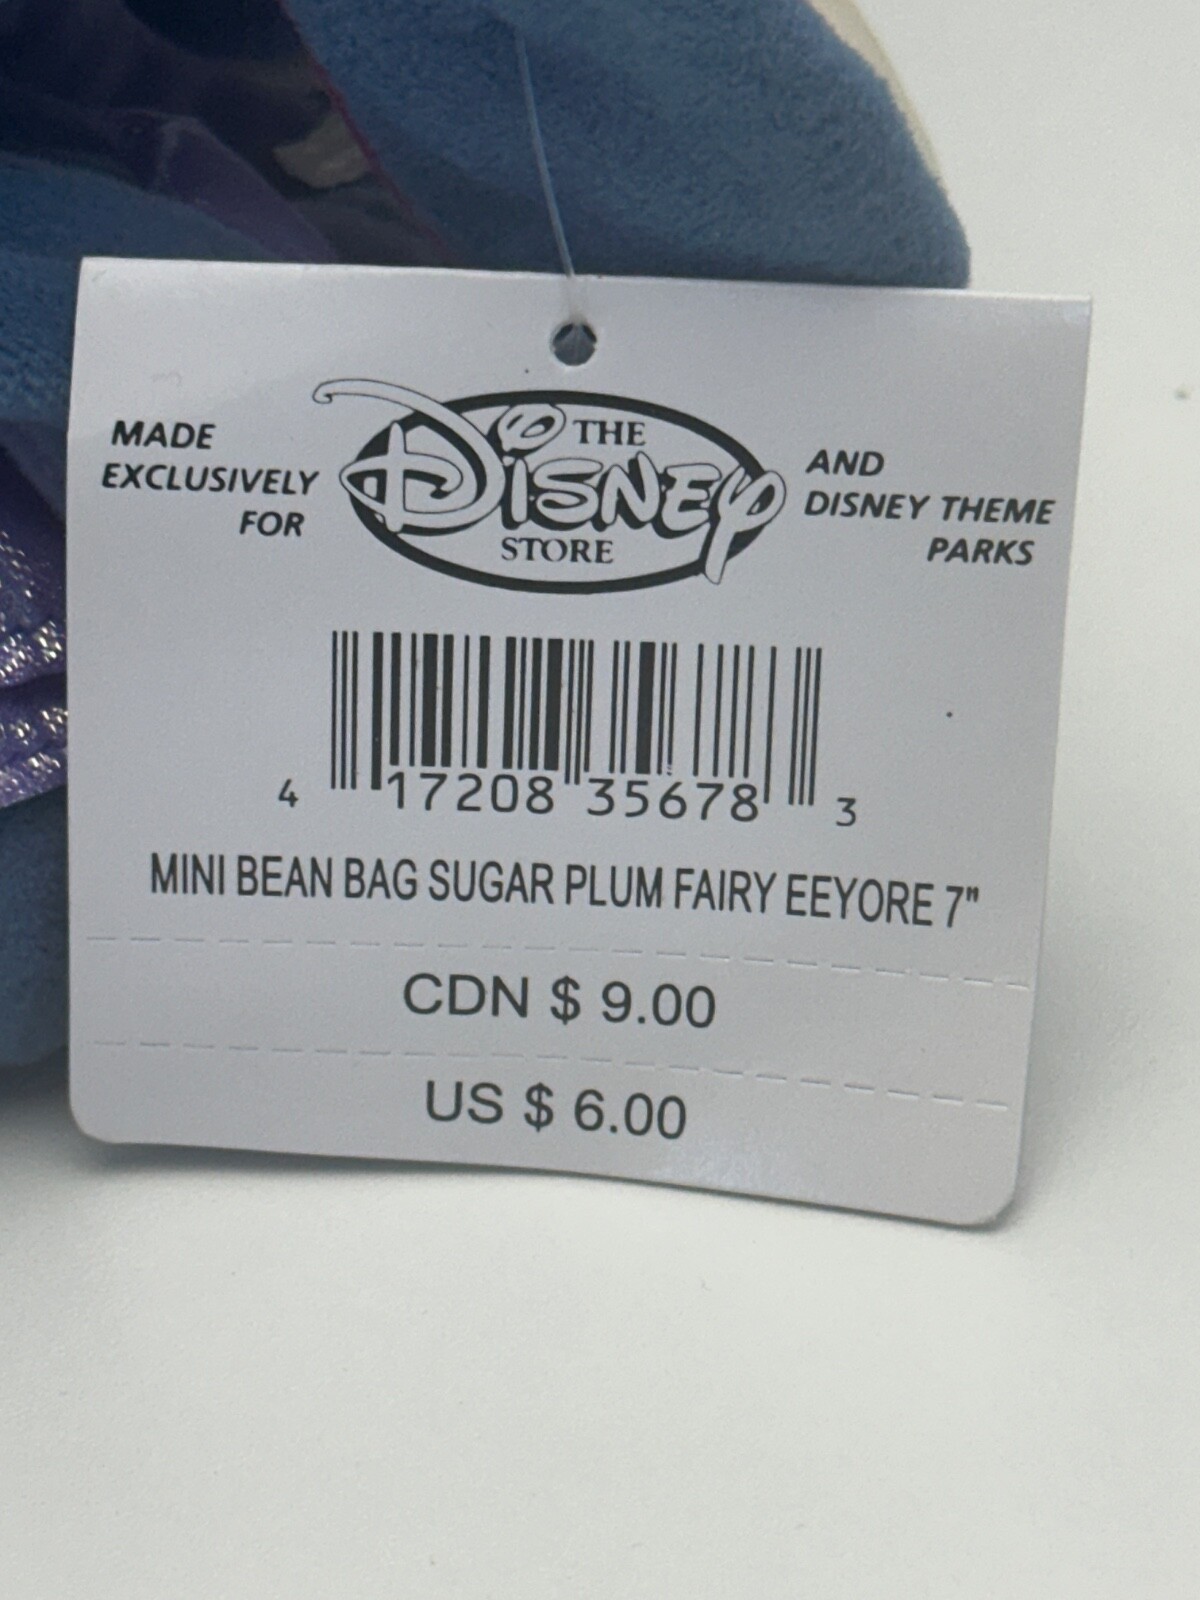 MADE
EXCLUSIVELY
FOR
THE
DISNEY
STORE
AND
DISNEY THEME
PARKS
4 17208 35678 3
MINI BEAN BAG SUGAR PLUM FAIRY EEYORE 7"
CDN $ 9.00
US $ 6.00